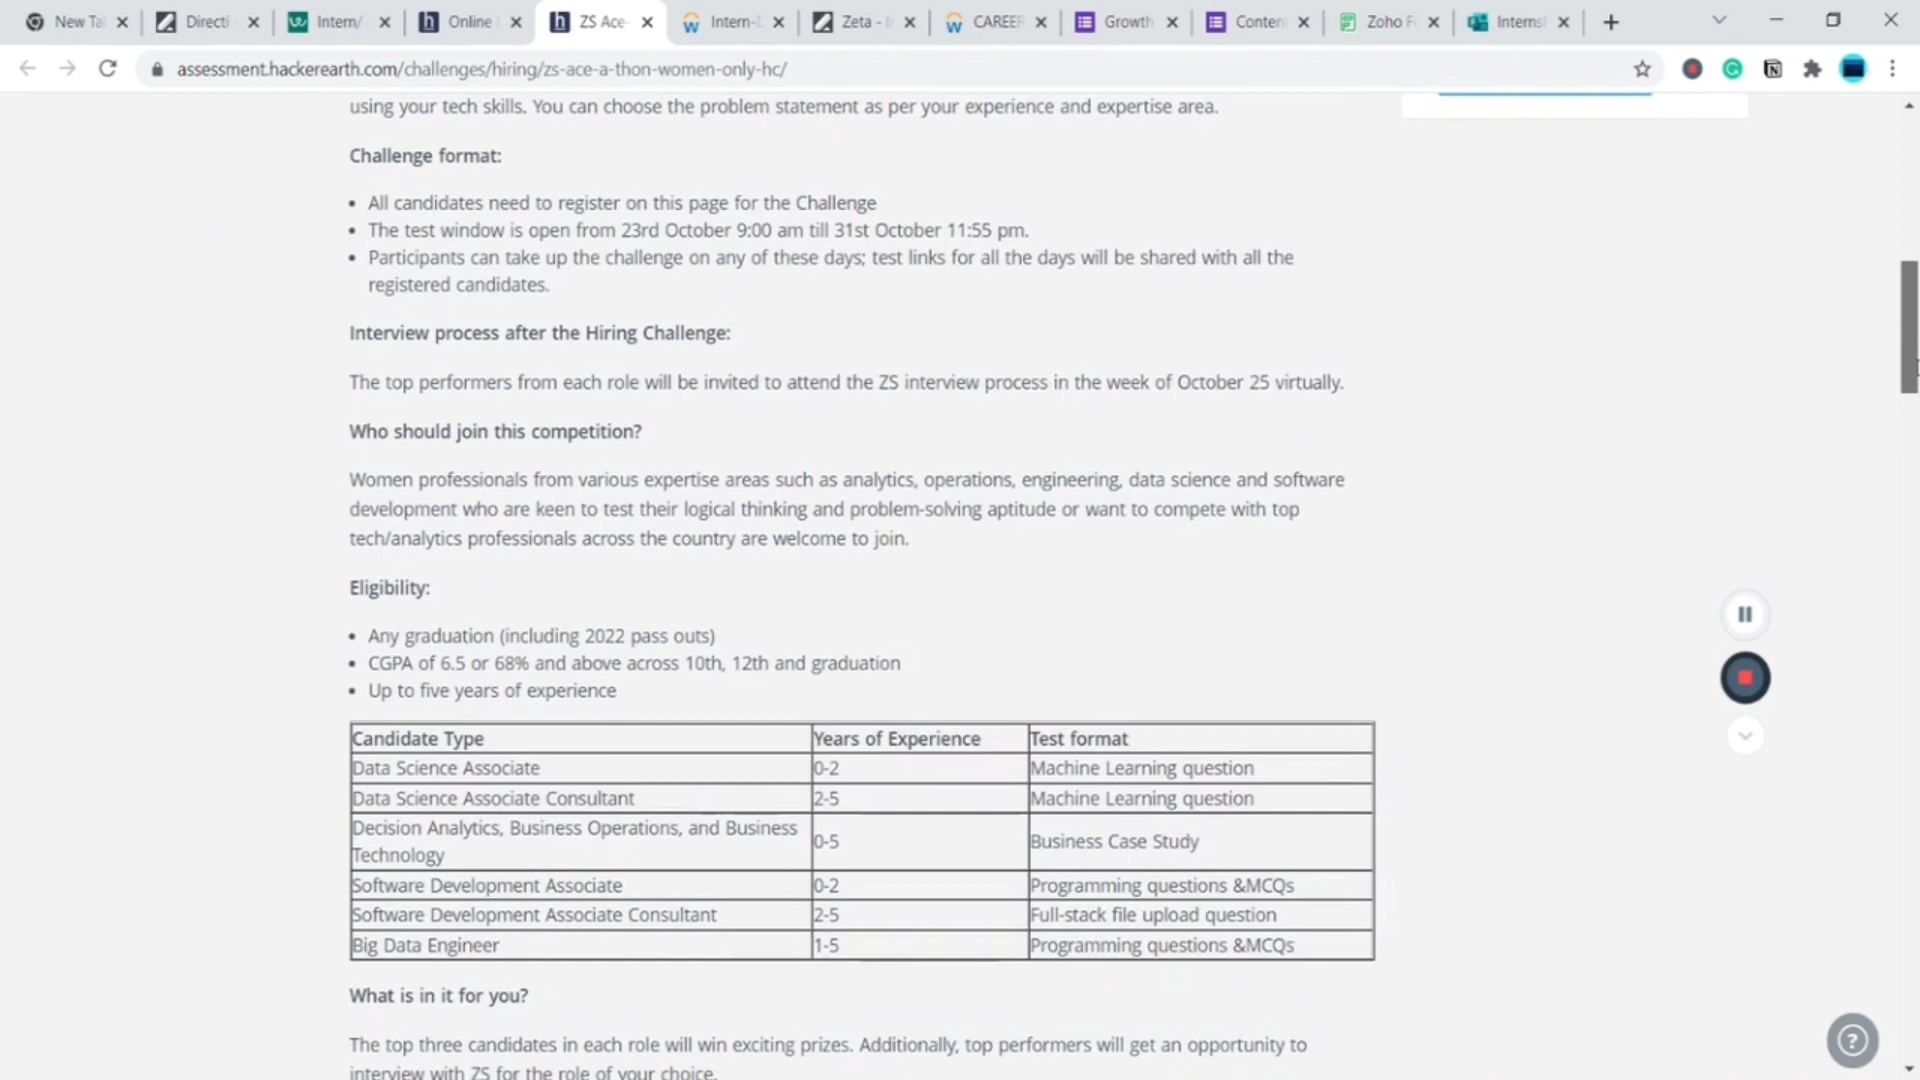 New Ta
Directi
Intern/
Online
ZS Ace-
Intern-
Zeta - I
CAREER
Growth
Conten
Zoho F
Interns
assessment.hackerearth.com/challenges/hiring/zs-ace-a-thon-women-only-hc/
using your tech skills. You can choose the problem statement as per your experience and expertise area.
Challenge format:
• All candidates need to register on this page for the Challenge
• The test window is open from 23rd October 9:00 am till 31st October 11:55 pm.
• Participants can take up the challenge on any of these days; test links for all the days will be shared with all the
registered candidates.
Interview process after the Hiring Challenge:
The top performers from each role will be invited to attend the ZS interview process in the week of October 25 virtually.
Who should join this competition?
Women professionals from various expertise areas such as analytics, operations, engineering, data science and software
development who are keen to test their logical thinking and problem-solving aptitude or want to compete with top
tech/analytics professionals across the country are welcome to join.
Eligibility:
• Any graduation (including 2022 pass outs)
• CGPA of 6.5 or 68% and above across 10th, 12th and graduation
• Up to five years of experience
Candidate Type Years of Experience Test format
Data Science Associate 0-2 Machine Learning question
Data Science Associate Consultant 2-5 Machine Learning question
Decision Analytics, Business Operations, and Business
Technology 0-5 Business Case Study
Software Development Associate 0-2 Programming questions &MCQs
Software Development Associate Consultant 2-5 Full-stack file upload question
Big Data Engineer 1-5 Programming questions &MCQs
What is in it for you?
The top three candidates in each role will win exciting prizes. Additionally, top performers will get an opportunity to
interview with ZS for the role of your choice.